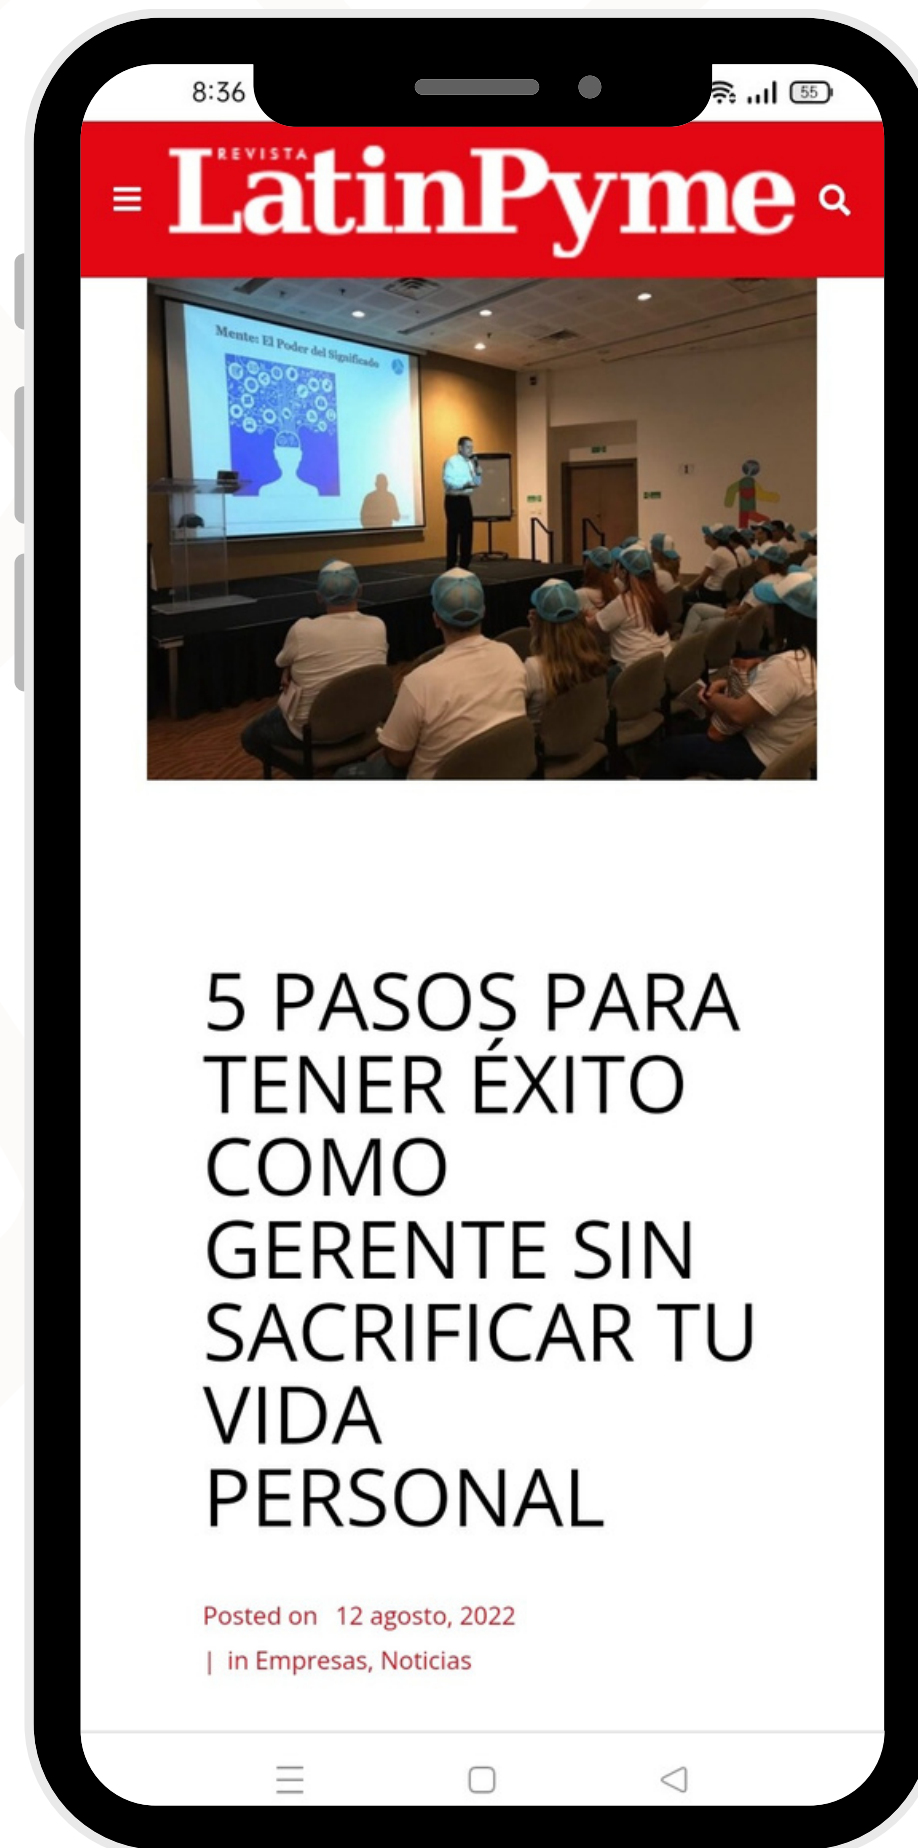 8:36
55
REVISTA
LatinPyme
Mente: El Poder del Significado
5 PASOS PARA
TENER ÉXITO
COMO
GERENTE SIN
SACRIFICAR TU
VIDA
PERSONAL
Posted on 12 agosto, 2022
| in Empresas, Noticias